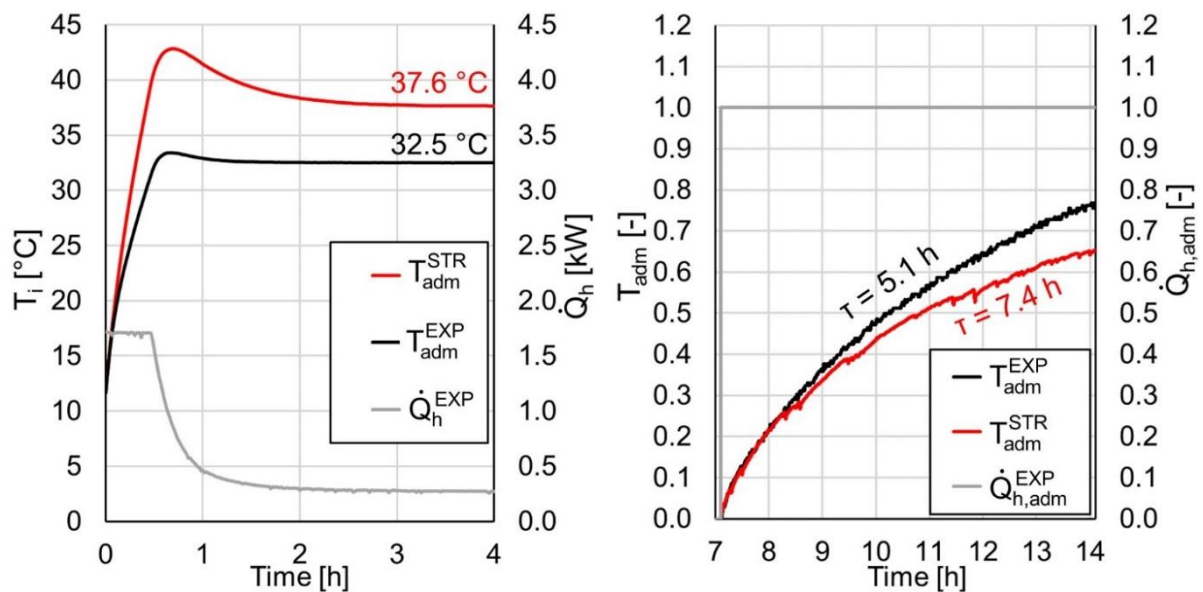 45
40
35
30
25
20
15
10
5
0
T_i [°C]
37.6 °C
32.5 °C
T_adm^STR
T_adm^EXP
Q̇_h^EXP
4.5
4.0
3.5
3.0
2.5
2.0
1.5
1.0
0.5
0.0
Q̇_h [kW]
0 1 2 3 4
Time [h]
1.2
1.1
1.0
0.9
0.8
0.7
0.6
0.5
0.4
0.3
0.2
0.1
0.0
T_adm [-]
τ = 5.1 h
τ = 7.4 h
T_adm^EXP
T_adm^STR
Q̇_h,adm^EXP
1.2
1.1
1.0
0.9
0.8
0.7
0.6
0.5
0.4
0.3
0.2
0.1
0.0
Q̇_h,adm [-]
7 8 9 10 11 12 13 14
Time [h]